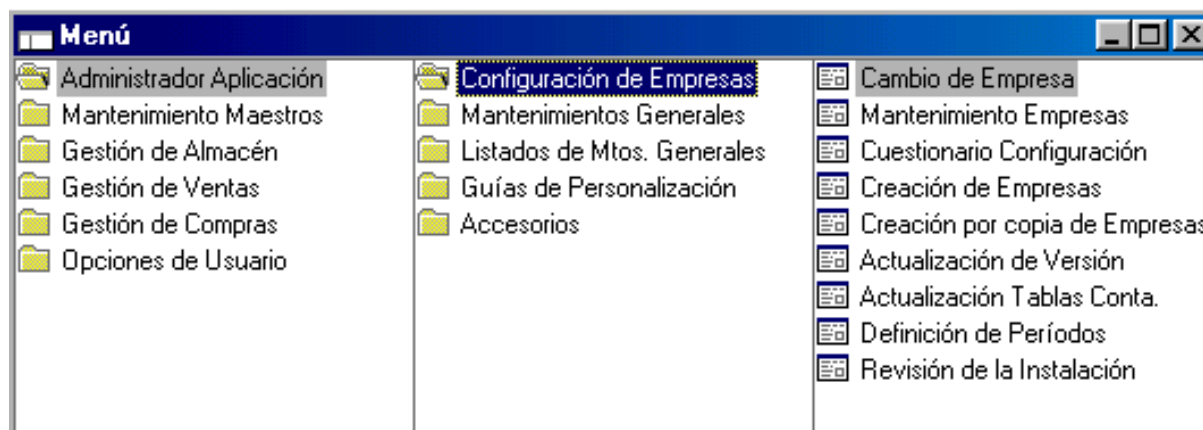 Menú
Administrador Aplicación
Mantenimiento Maestros
Gestión de Almacén
Gestión de Ventas
Gestión de Compras
Opciones de Usuario
Configuración de Empresas
Mantenimientos Generales
Listados de Mtos. Generales
Guías de Personalización
Accesorios
Cambio de Empresa
Mantenimiento Empresas
Cuestionario Configuración
Creación de Empresas
Creación por copia de Empresas
Actualización de Versión
Actualización Tablas Conta.
Definición de Períodos
Revisión de la Instalación